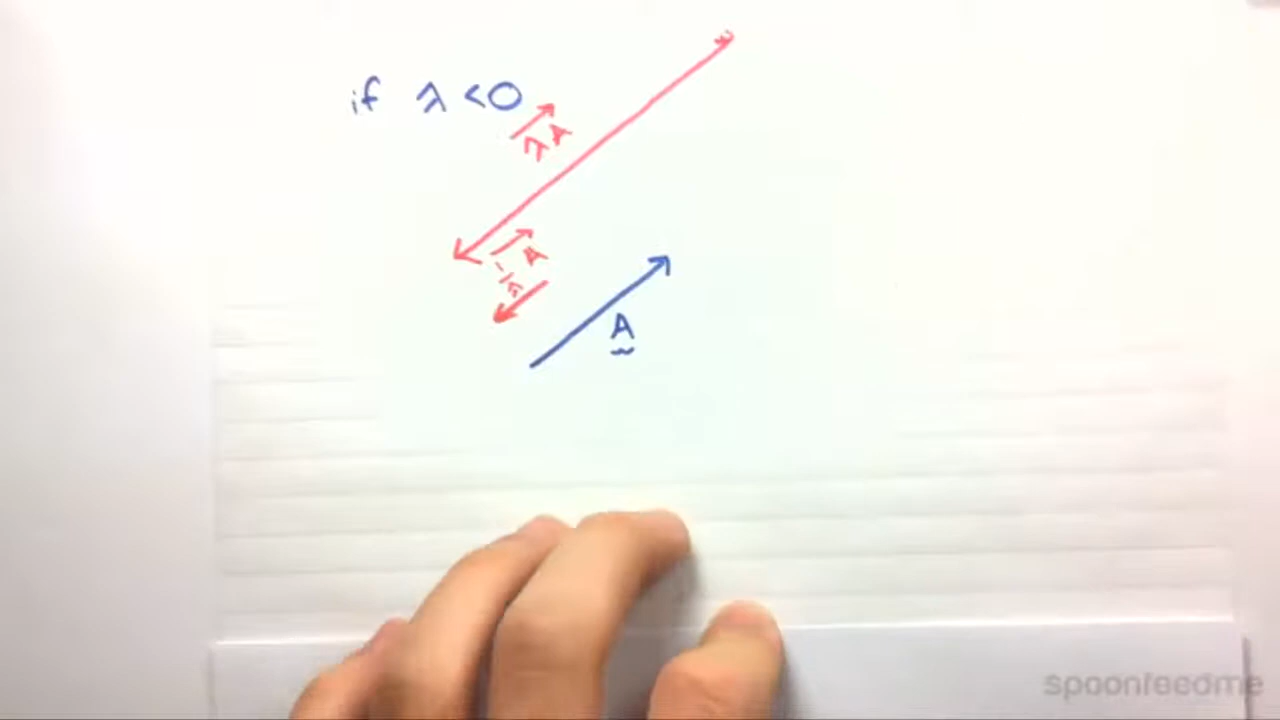 if λ <0
λA
-1/λ A
A
spoonfeedme